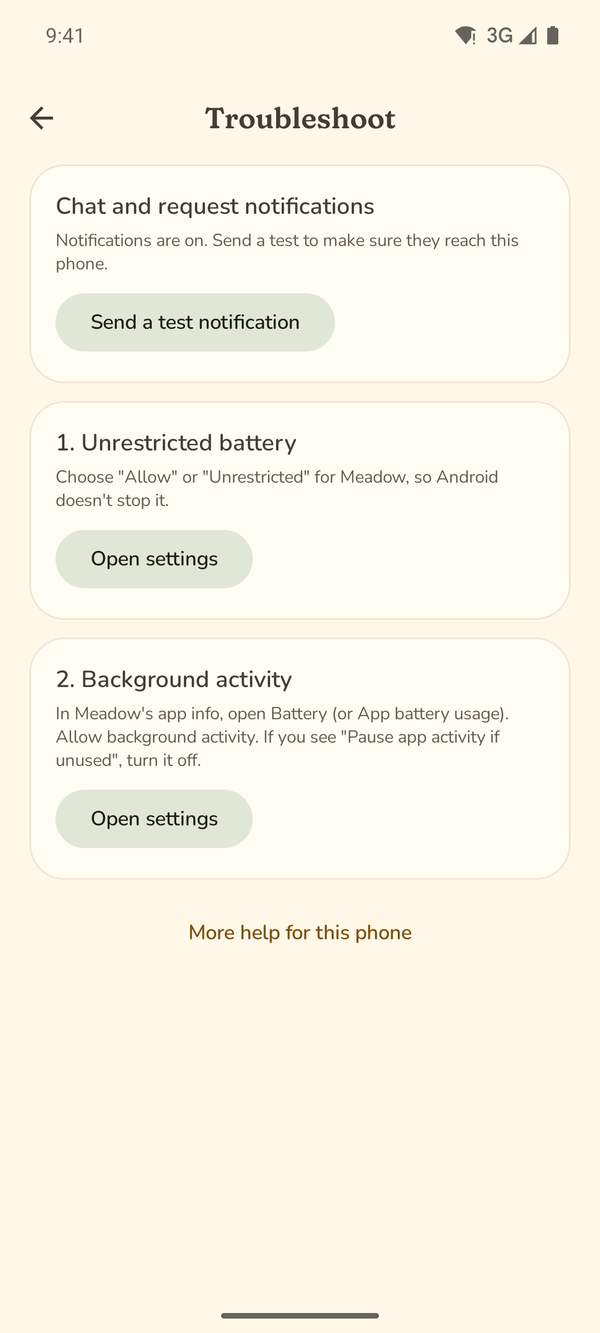 9:41
3G
Troubleshoot
Chat and request notifications
Notifications are on. Send a test to make sure they reach this
phone.
Send a test notification
1. Unrestricted battery
Choose "Allow" or "Unrestricted" for Meadow, so Android
doesn't stop it.
Open settings
2. Background activity
In Meadow's app info, open Battery (or App battery usage).
Allow background activity. If you see "Pause app activity if
unused", turn it off.
Open settings
More help for this phone